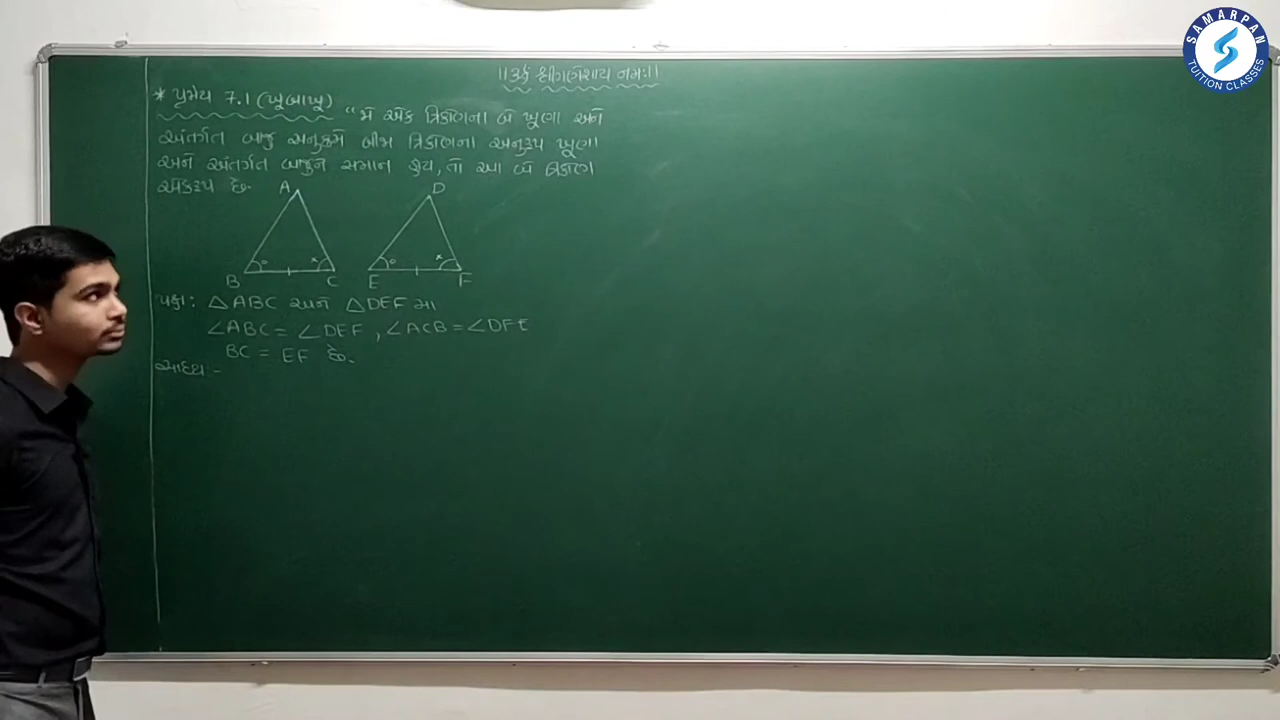 ॥ૐ શ્રી ગણેશાય નમઃ॥
* પ્રમેય 7.1 (ખૂબાખૂ)
"જો એક ત્રિકોણના બે ખૂણા અને
અંતર્ગત બાજુ અનુક્રમે બીજા ત્રિકોણના અનુરૂપ ખૂણા
અને અંતર્ગત બાજુને સમાન હોય, તો આ બે ત્રિકોણ
એકરૂપ છે.
A D
B C E F
પક્ષ: △ABC અને △DEF માં
∠ABC = ∠DEF, ∠ACB = ∠DFE
BC = EF છે.
સાધ્ય:-
SAMARPAN
TUITION CLASSES